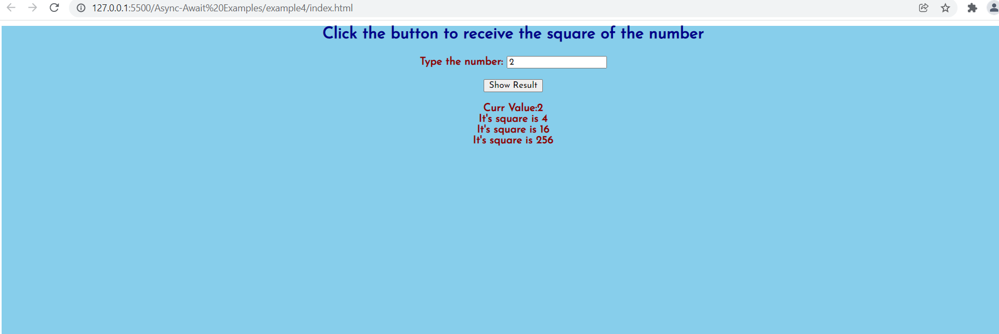 127.0.0.1:5500/Async-Await%20Examples/example4/index.html
Click the button to receive the square of the number
Type the number: 2
Show Result
Curr Value:2
It's square is 4
It's square is 16
It's square is 256